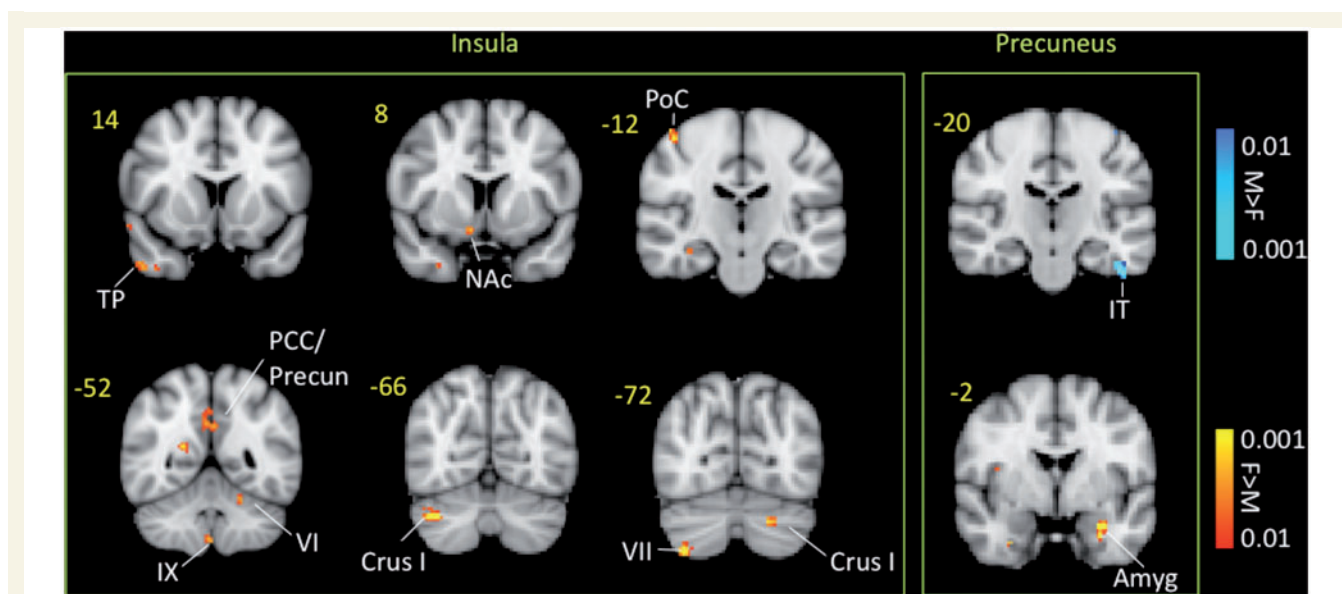 Insula
Precuneus
14
8
-12
PoC
-20
TP
NAc
IT
0.01
M>F
0.001
-52
PCC/
Precun
-66
-72
-2
VI
IX
Crus I
VII
Crus I
Amyg
0.001
F>M
0.01